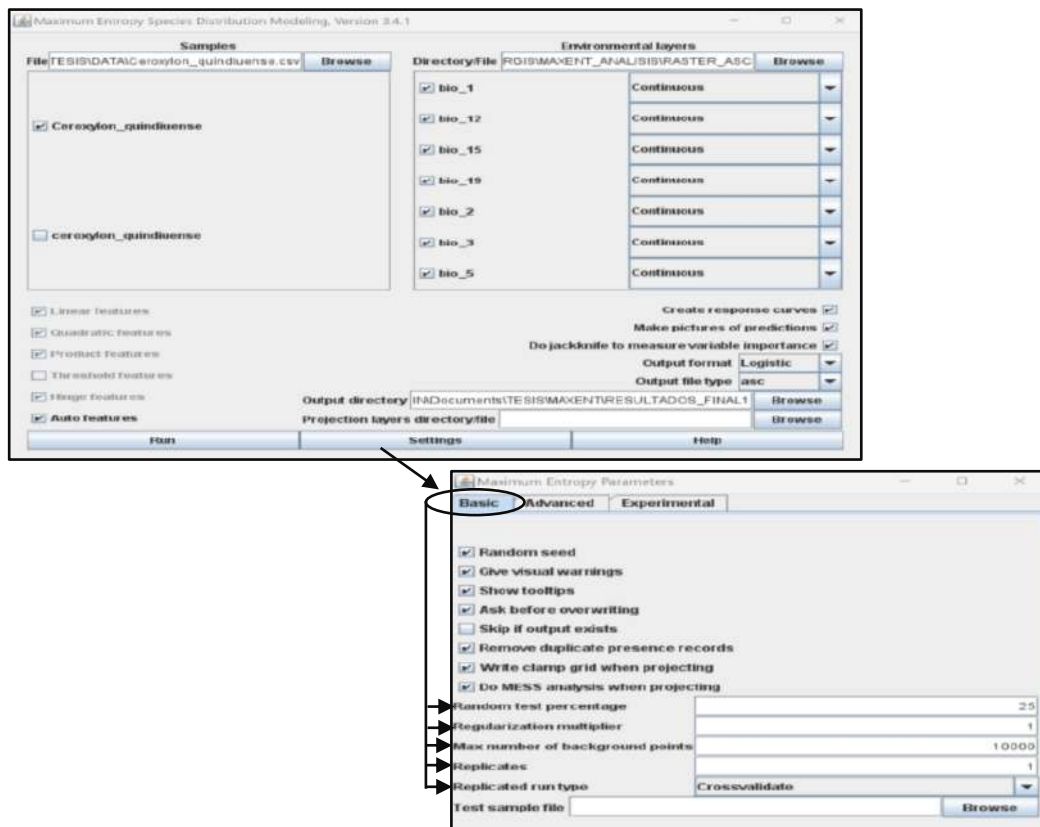 Maximum Entropy Species Distribution Modeling, Version 3.4.1
Samples
File TESIS\DATA\Ceroxylon_quindiuense.csv Browse
Ceroxylon_quindiuense
ceroxylon_quindiuense
Environmental layers
Directory/File RGIS\MAXENT_ANALISIS\RASTER_ASC Browse
bio_1 Continuous
bio_12 Continuous
bio_15 Continuous
bio_19 Continuous
bio_2 Continuous
bio_3 Continuous
bio_5 Continuous
Linear features
Quadratic features
Product features
Threshold features
Hinge features
Auto features
Create response curves
Make pictures of predictions
Do jackknife to measure variable importance
Output format Logistic
Output file type asc
Output directory IN\Documents\TESIS\MAXENT\RESULTADOS_FINAL1 Browse
Projection layers directory/file Browse
Run Settings Help
Maximum Entropy Parameters
Basic Advanced Experimental
Random seed
Give visual warnings
Show tooltips
Ask before overwriting
Skip if output exists
Remove duplicate presence records
Write clamp grid when projecting
Do MESS analysis when projecting
Random test percentage 25
Regularization multiplier 1
Max number of background points 10000
Replicates 1
Replicated run type Crossvalidate
Test sample file Browse